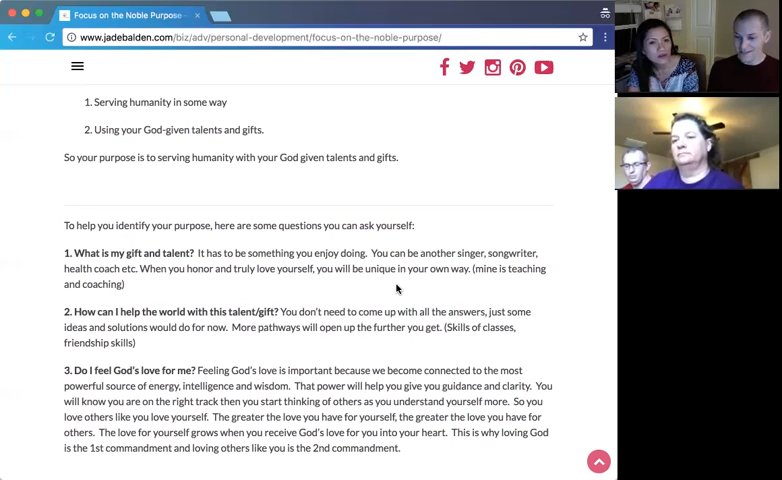 Focus on the Noble Purpose
www.jadebalden.com/biz/adv/personal-development/focus-on-the-noble-purpose/
1. Serving humanity in some way
2. Using your God-given talents and gifts.
So your purpose is to serving humanity with your God given talents and gifts.
To help you identify your purpose, here are some questions you can ask yourself:
1. What is my gift and talent? It has to be something you enjoy doing. You can be another singer, songwriter,
health coach etc. When you honor and truly love yourself, you will be unique in your own way. (mine is teaching
and coaching)
2. How can I help the world with this talent/gift? You don't need to come up with all the answers, just some
ideas and solutions would do for now. More pathways will open up the further you get. (Skills of classes,
friendship skills)
3. Do I feel God's love for me? Feeling God's love is important because we become connected to the most
powerful source of energy, intelligence and wisdom. That power will help you give you guidance and clarity. You
will know you are on the right track then you start thinking of others as you understand yourself more. So you
love others like you love yourself. The greater the love you have for yourself, the greater the love you have for
others. The love for yourself grows when you receive God's love for you into your heart. This is why loving God
is the 1st commandment and loving others like you is the 2nd commandment.